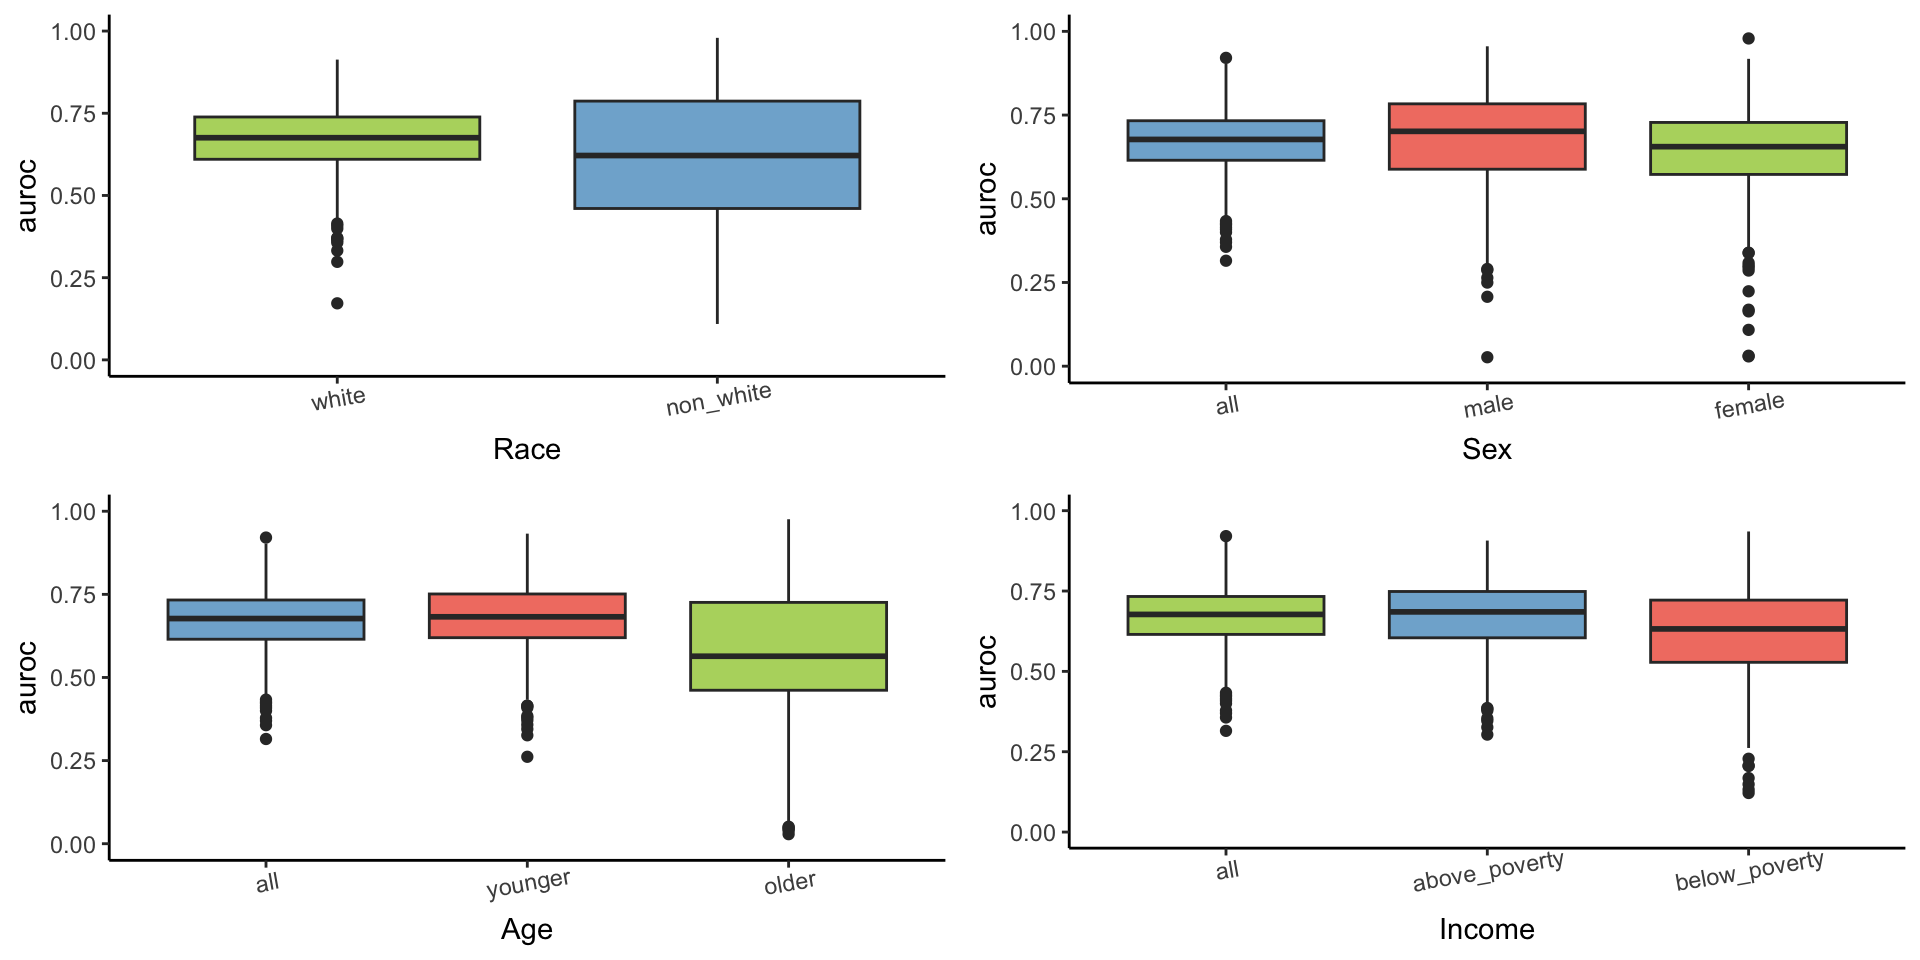 1.00
0.75
0.50
0.25
0.00
auroc
white
non_white
Race
1.00
0.75
0.50
0.25
0.00
auroc
all
male
female
Sex
1.00
0.75
0.50
0.25
0.00
auroc
all
younger
older
Age
1.00
0.75
0.50
0.25
0.00
auroc
all
above_poverty
below_poverty
Income